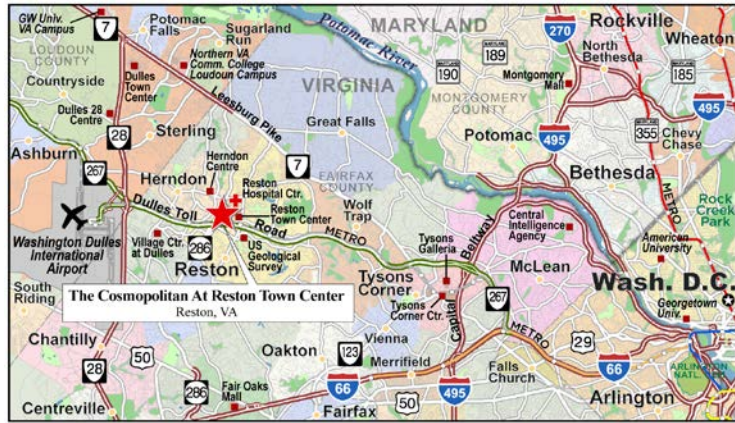 GW Univ.
VA Campus
7
Potomac
Falls
Sugarland
Run
MARYLAND
Potomac River
270
Rockville
LOUDOUN
COUNTY
Northern VA
Comm. College
Loudoun Campus
VIRGINIA
MARYLAND
190
MARYLAND
189
North
Bethesda
Wheaton
MARYLAND
185
Countryside
Dulles
Town
Center
Montgomery
Mall
MONTGOMERY
COUNTY
495
Dulles 28
Centre
Leesburg Pike
Great Falls
Potomac
495
MARYLAND
355
Chevy
Chase
28
Sterling
Ashburn
267
Herndon
Centre
7
FAIRFAX
COUNTY
Bethesda
METRO
Herndon
Reston
Hospital Ctr.
Rock
Creek
Park
Dulles Toll
Road
Reston
Town Center
Wolf
Trap
Central
Intelligence
Agency
American
University
Washington Dulles
International
Airport
Village Ctr.
at Dulles
286
US
Geological
Survey
METRO
Tysons
Galleria
Capital
Beltway
McLean
Reston
Tysons
Corner
Wash. D.C.
South
Riding
The Cosmopolitan At Reston Town Center
Reston, VA
Tysons
Corner Ctr.
267
Georgetown
Univ.
METRO
Chantilly
50
Oakton
123
Vienna
Merrifield
29
Falls
Church
66
ARLINGTON
28
286
Fair Oaks
Mall
66
Centreville
Fairfax
50
495
Arlington